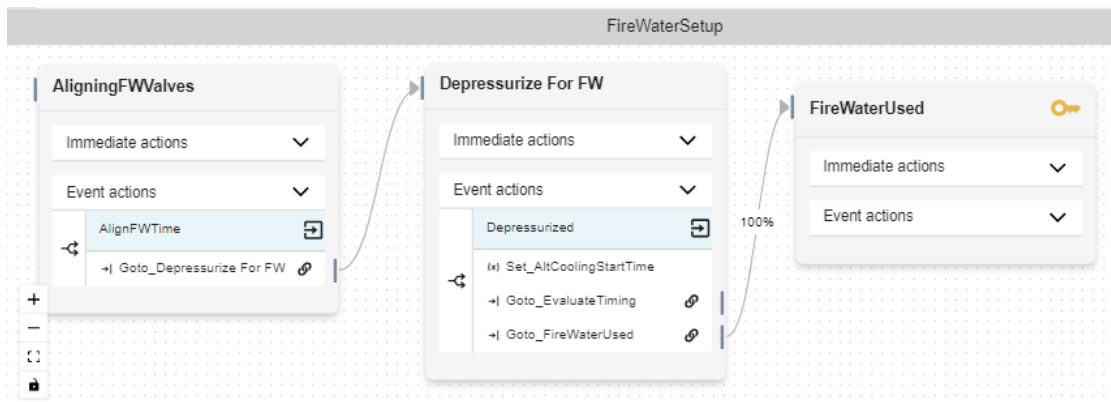 FireWaterSetup
AligningFWValves
Immediate actions
Event actions
AlignFWTime
Goto_Depressurize For FW
Depressurize For FW
Immediate actions
Event actions
Depressurized
(x) Set_AltCoolingStartTime
Goto_EvaluateTiming
Goto_FireWaterUsed
100%
FireWaterUsed
Immediate actions
Event actions